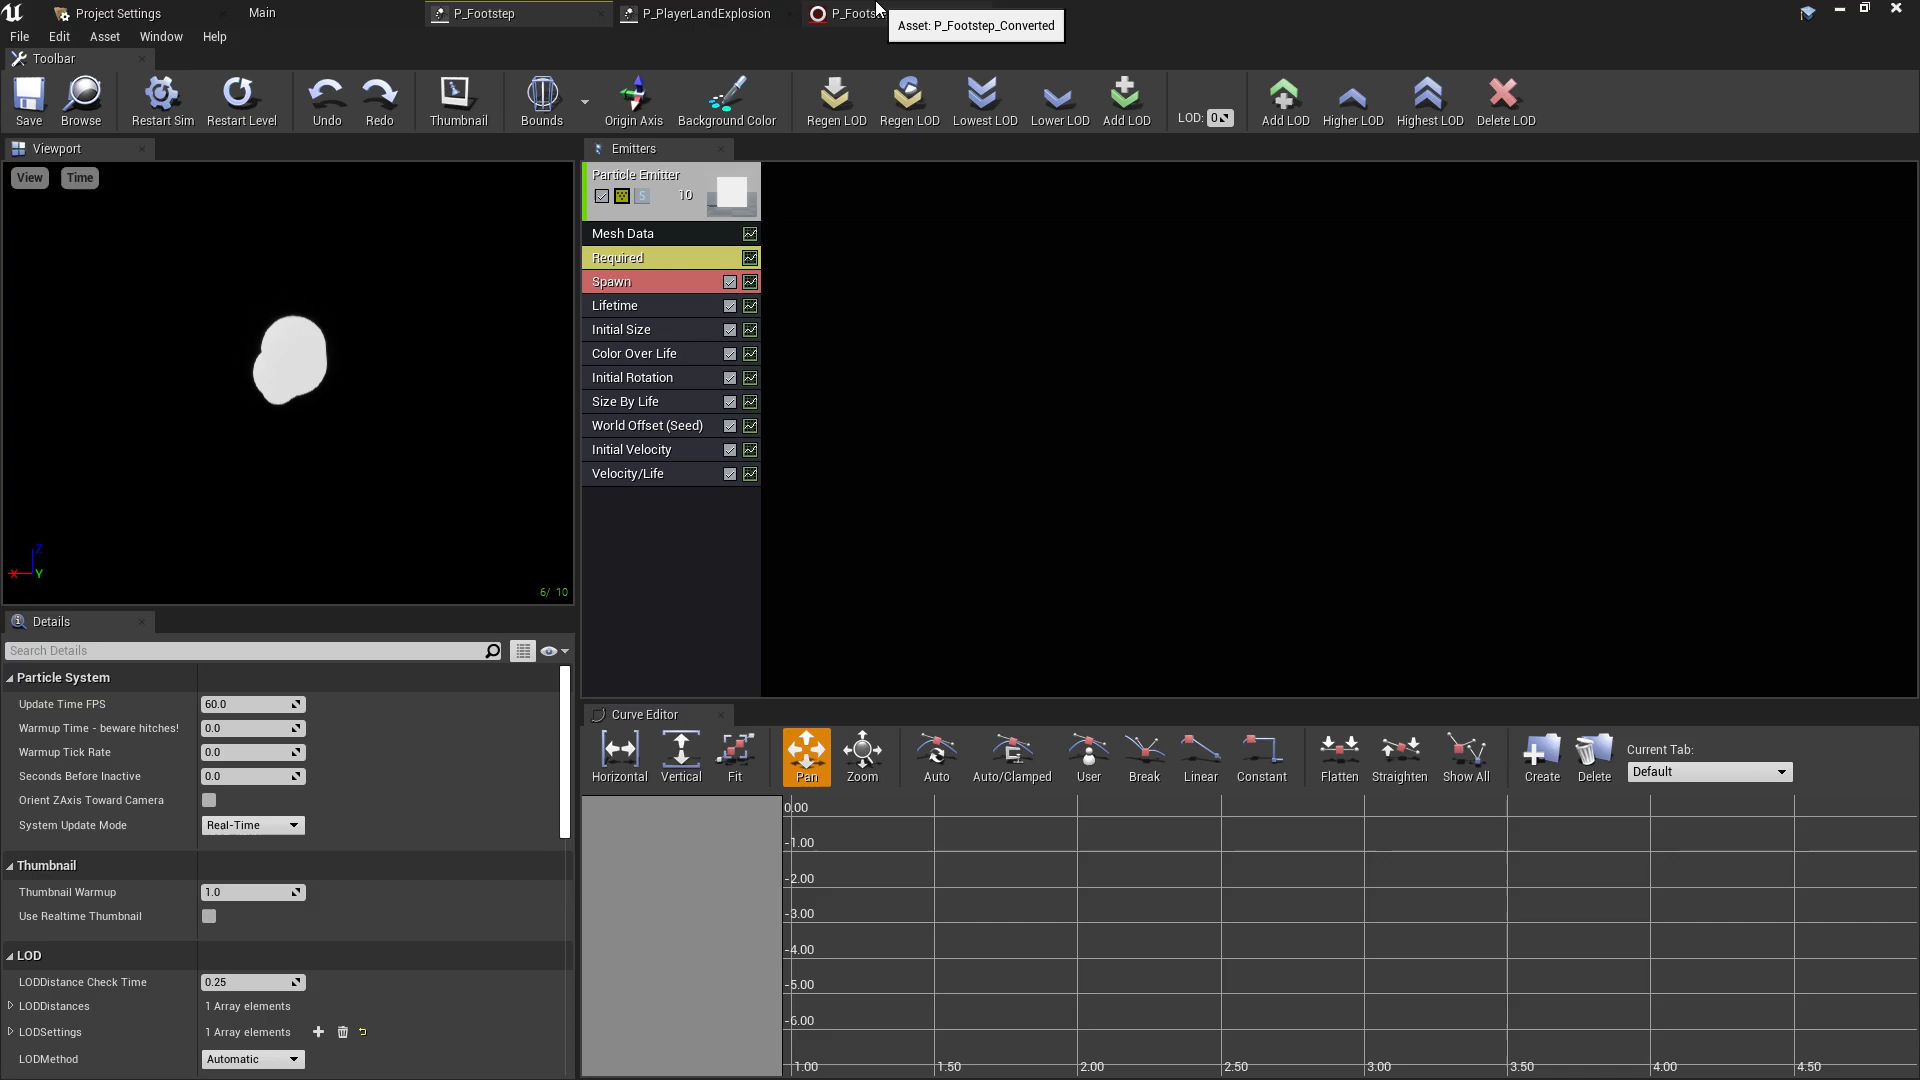 Project Settings
Main
P_Footstep
P_PlayerLandExplosion
P_Foots
Asset: P_Footstep_Converted
File
Edit
Asset
Window
Help
Toolbar
Save
Browse
Restart Sim
Restart Level
Undo
Redo
Thumbnail
Bounds
Origin Axis
Background Color
Regen LOD
Regen LOD
Lowest LOD
Lower LOD
Add LOD
LOD: 0
Add LOD
Higher LOD
Highest LOD
Delete LOD
Viewport
View
Time
Z
X
Y
6/ 10
Emitters
Particle Emitter
S
10
Mesh Data
Required
Spawn
Lifetime
Initial Size
Color Over Life
Initial Rotation
Size By Life
World Offset (Seed)
Initial Velocity
Velocity/Life
Details
Search Details
Particle System
Update Time FPS
60.0
Warmup Time - beware hitches!
0.0
Warmup Tick Rate
0.0
Seconds Before Inactive
0.0
Orient ZAxis Toward Camera
System Update Mode
Real-Time
Thumbnail
Thumbnail Warmup
1.0
Use Realtime Thumbnail
LOD
LODDistance Check Time
0.25
LODDistances
1 Array elements
LODSettings
1 Array elements
LODMethod
Automatic
Curve Editor
Horizontal
Vertical
Fit
Pan
Zoom
Auto
Auto/Clamped
User
Break
Linear
Constant
Flatten
Straighten
Show All
Create
Delete
Current Tab:
Default
0.00
-1.00
-2.00
-3.00
-4.00
-5.00
-6.00
1.00
1.50
2.00
2.50
3.00
3.50
4.00
4.50